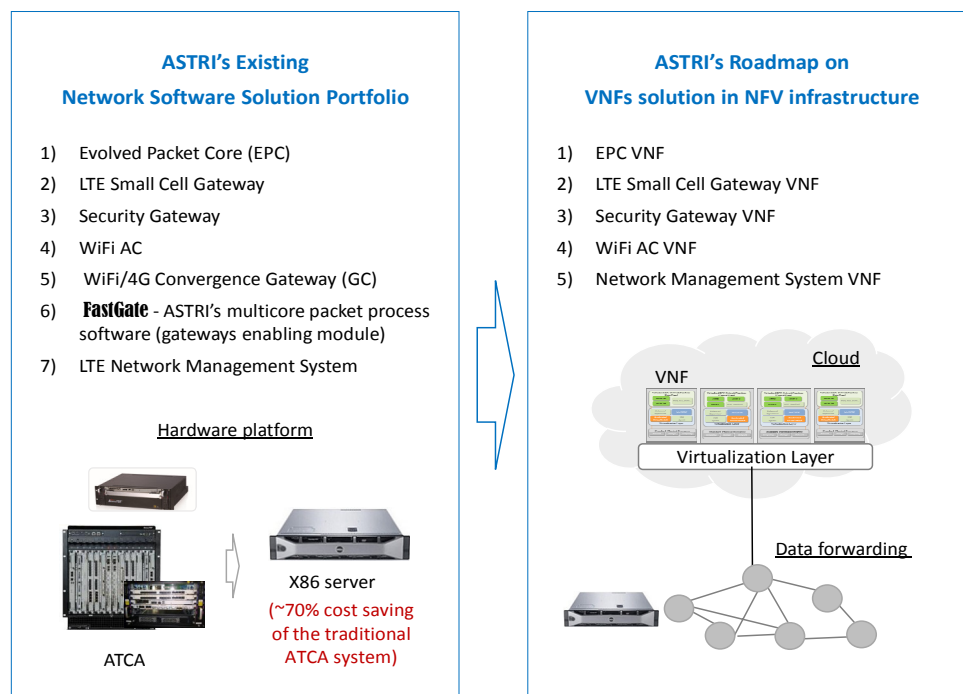 ASTRI's Existing
Network Software Solution Portfolio
1) Evolved Packet Core (EPC)
2) LTE Small Cell Gateway
3) Security Gateway
4) WiFi AC
5) WiFi/4G Convergence Gateway (GC)
6) FastGate - ASTRI's multicore packet process
software (gateways enabling module)
7) LTE Network Management System
Hardware platform
X86 server
(~70% cost saving
of the traditional
ATCA system)
ATCA
ASTRI's Roadmap on
VNFs solution in NFV infrastructure
1) EPC VNF
2) LTE Small Cell Gateway VNF
3) Security Gateway VNF
4) WiFi AC VNF
5) Network Management System VNF
Cloud
VNF
Virtualization Layer
Data forwarding